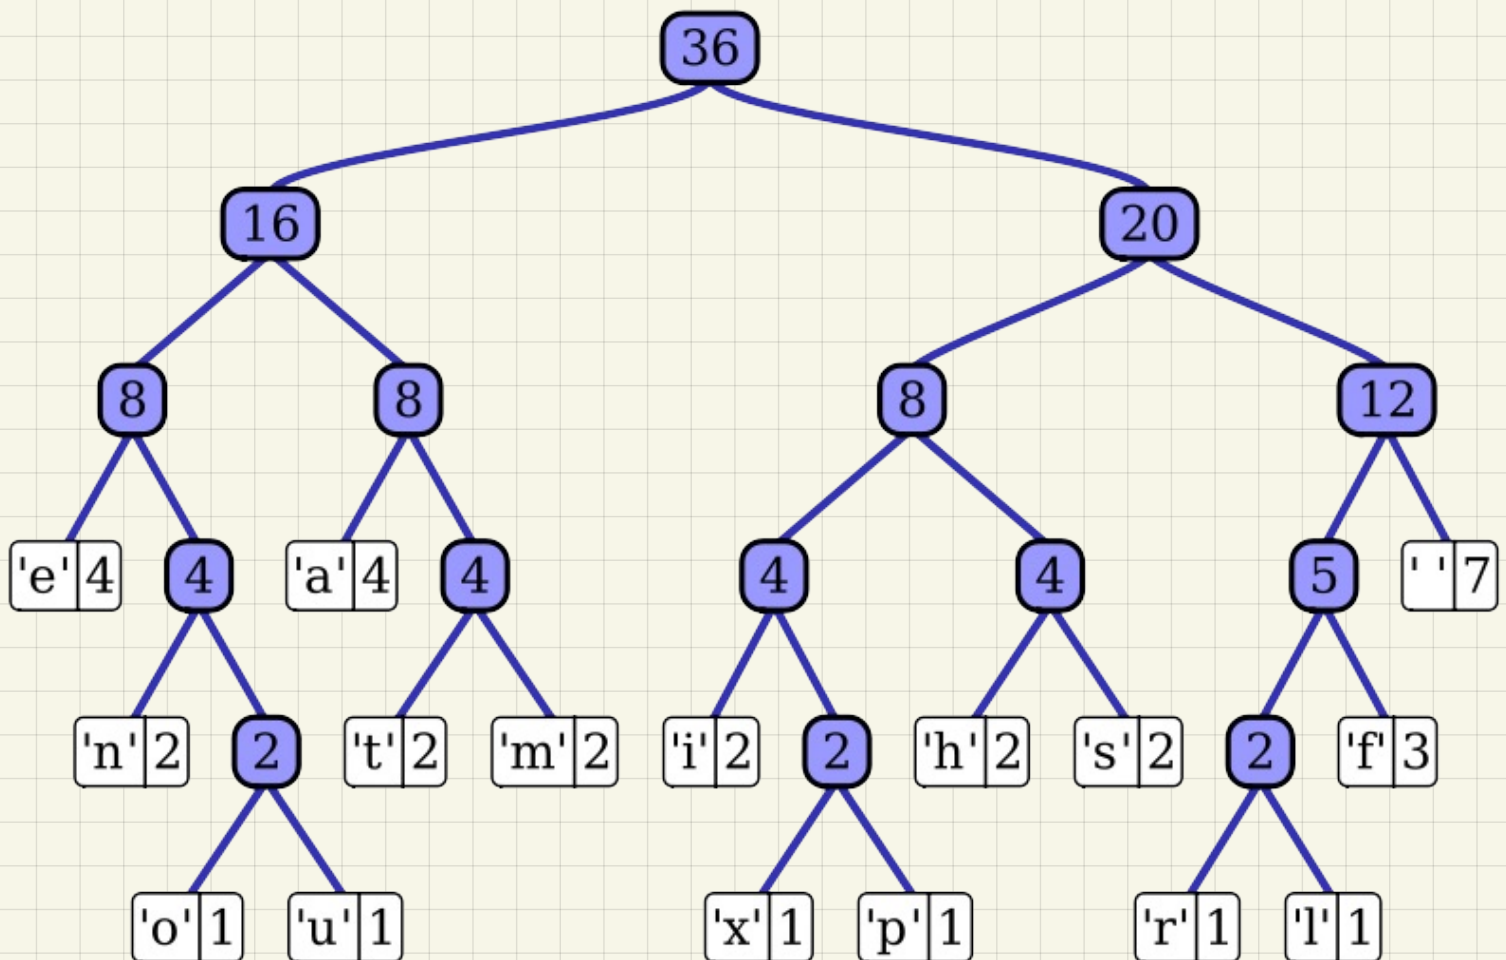 36
16 20
8 8 8 12
'e' 4 4 'a' 4 4 4 4 5 ' ' 7
'n' 2 2 't' 2 'm' 2 'i' 2 2 'h' 2 's' 2 2 'f' 3
'o' 1 'u' 1 'x' 1 'p' 1 'r' 1 'l' 1